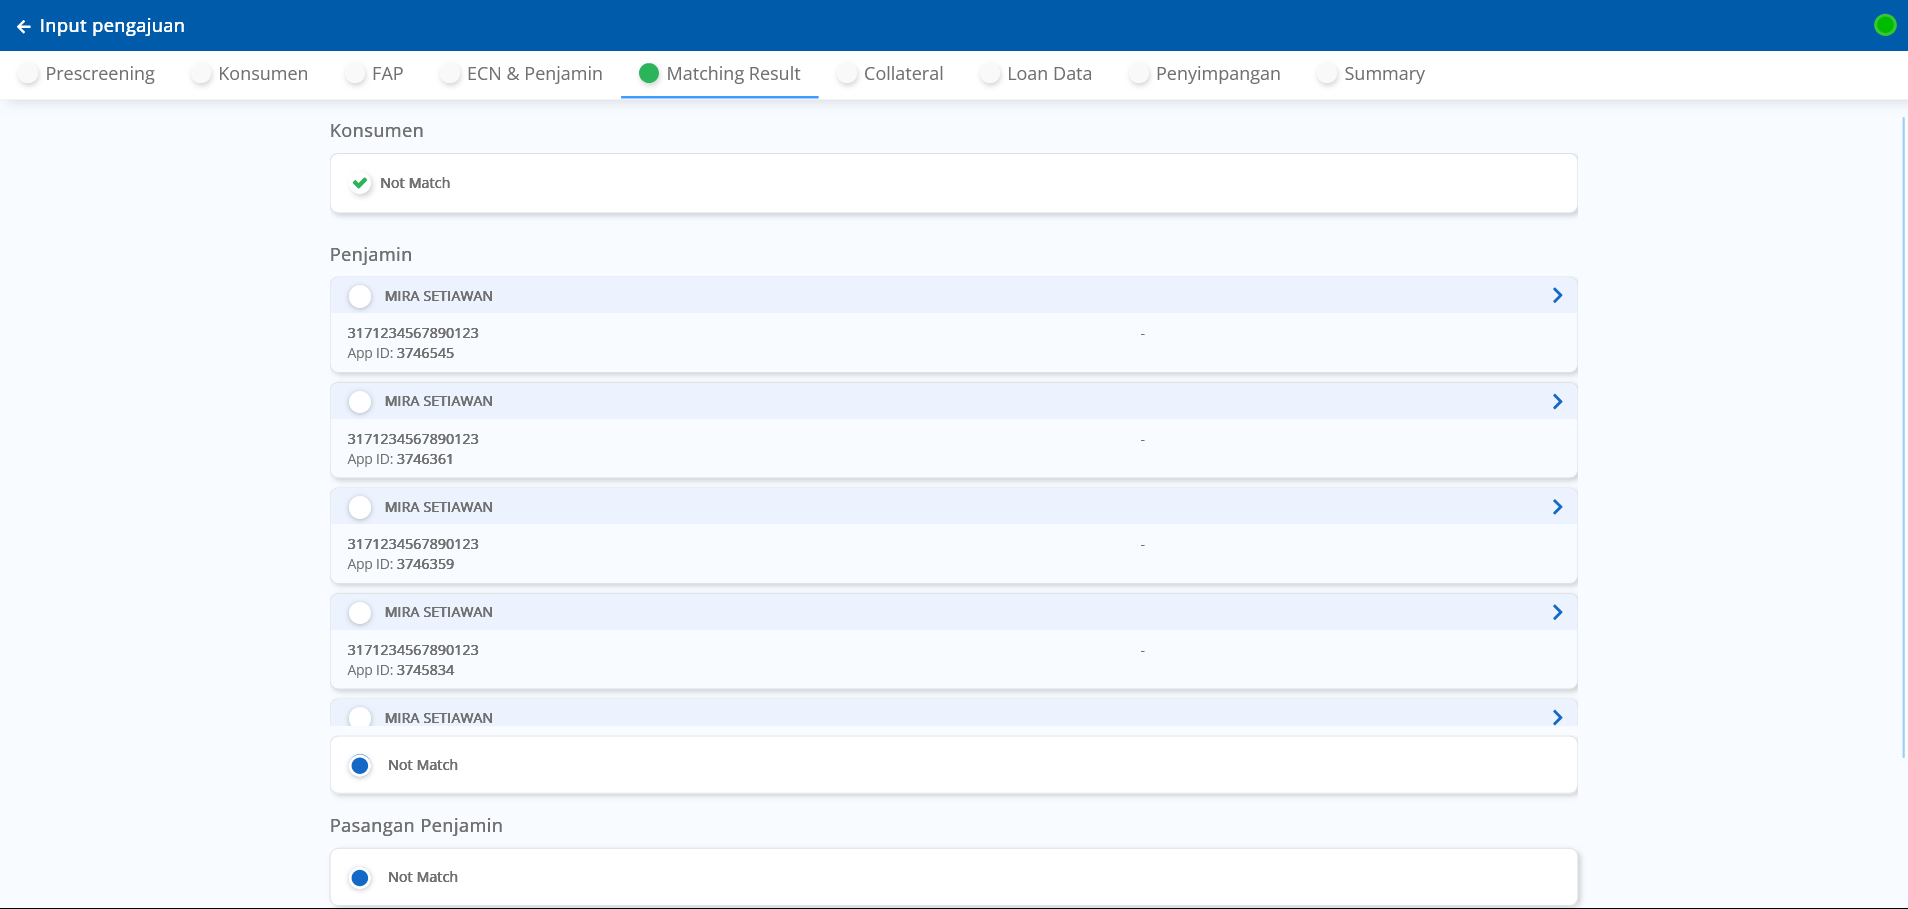 Input pengajuan
Prescreening Konsumen FAP ECN & Penjamin Matching Result Collateral Loan Data Penyimpangan Summary
Konsumen
Not Match
Penjamin
MIRA SETIAWAN
3171234567890123 -
App ID: 3746545
MIRA SETIAWAN
3171234567890123 -
App ID: 3746361
MIRA SETIAWAN
3171234567890123 -
App ID: 3746359
MIRA SETIAWAN
3171234567890123 -
App ID: 3745834
MIRA SETIAWAN
Not Match
Pasangan Penjamin
Not Match